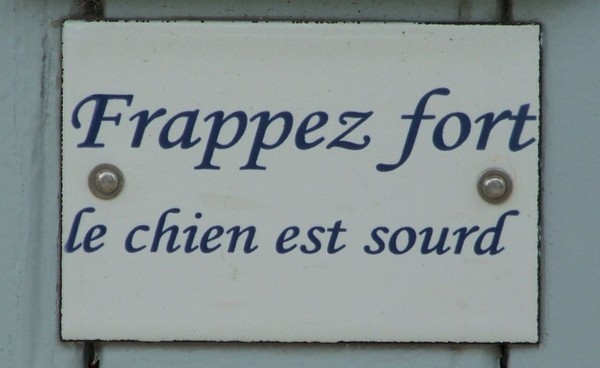 Frappez fort
le chien est sourd